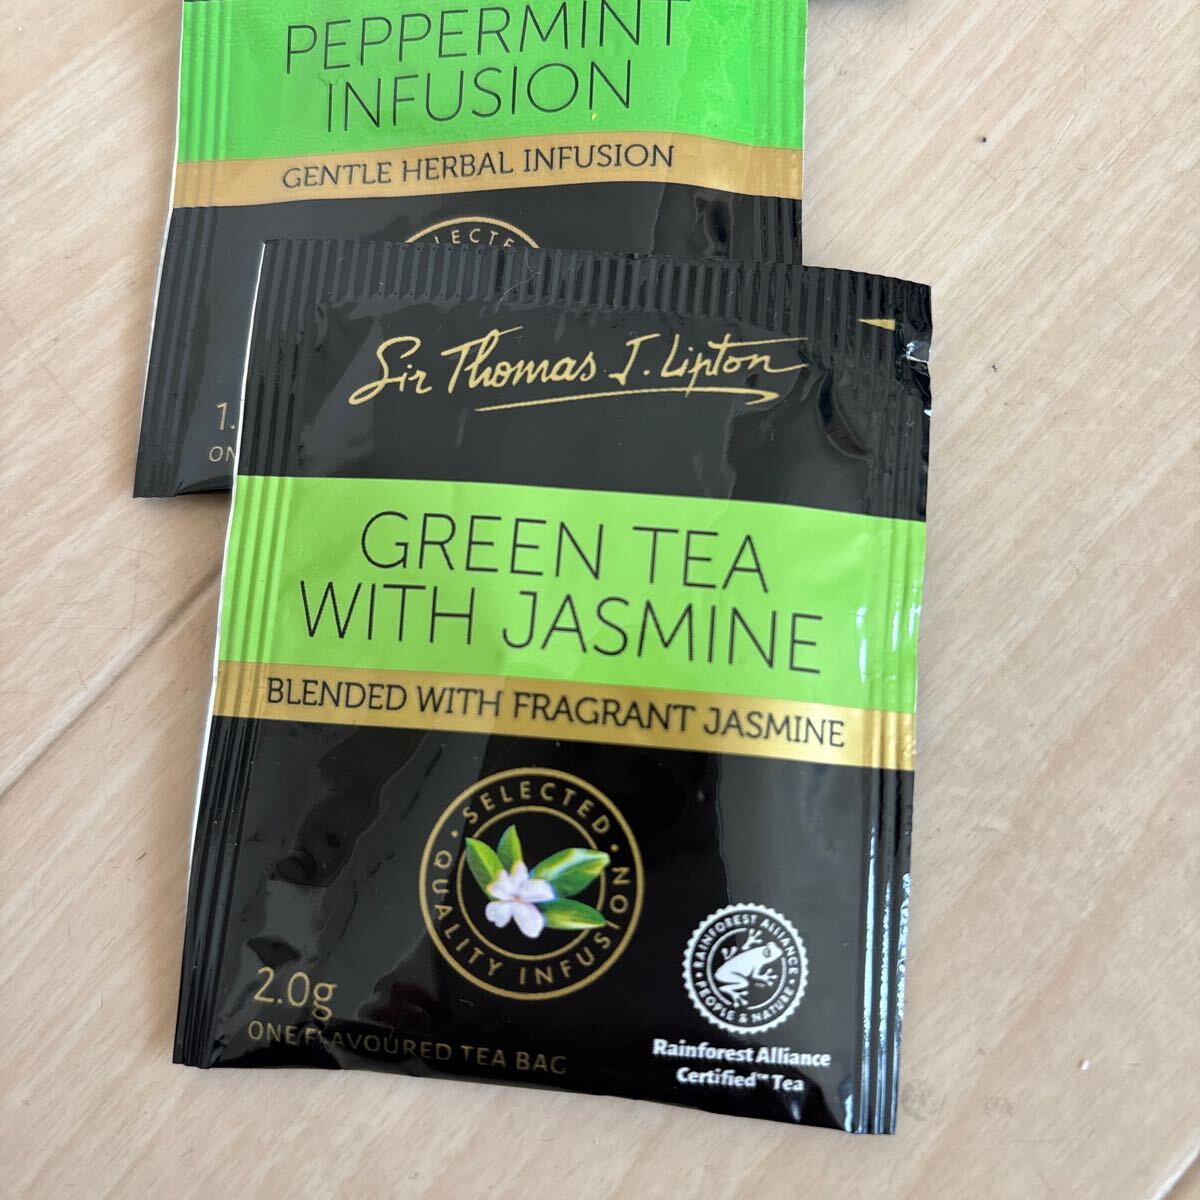 PEPPERMINT
INFUSION
GENTLE HERBAL INFUSION
1.
Sir Thomas J. Lipton
GREEN TEA
WITH JASMINE
BLENDED WITH FRAGRANT JASMINE
SELECTED
QUALITY INFUSION
2.0g
ONE FLAVOURED TEA BAG
RAINFOREST ALLIANCE
PEOPLE & NATURE
Rainforest Alliance
Certified™ Tea